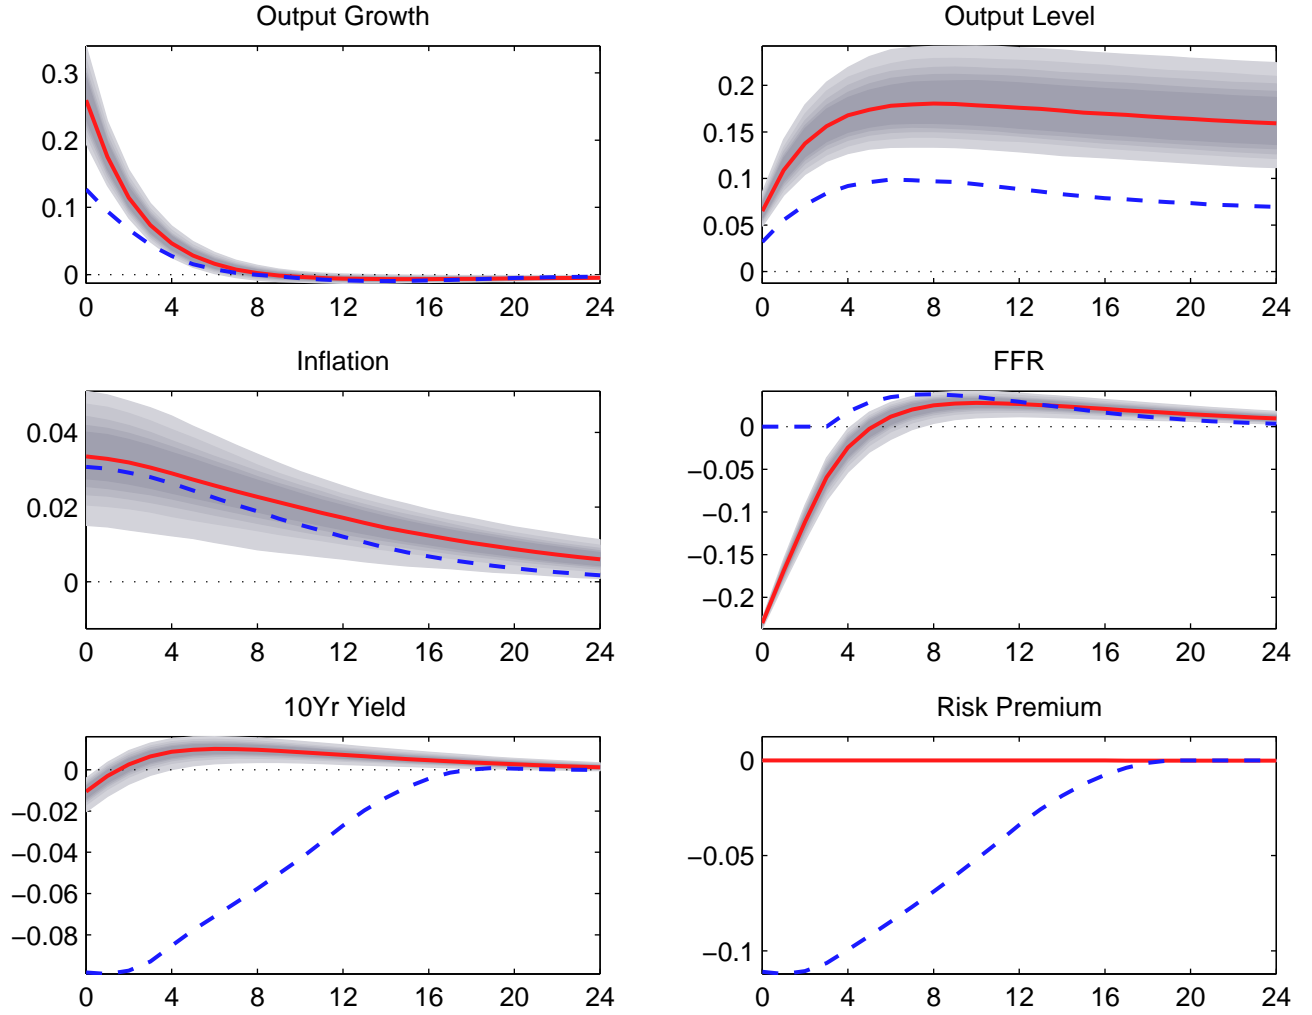 Output Growth
0.3
0.2
0.1
0
0 4 8 12 16 20 24
Output Level
0.2
0.15
0.1
0.05
0
0 4 8 12 16 20 24
Inflation
0.04
0.02
0
0 4 8 12 16 20 24
FFR
0
−0.05
−0.1
−0.15
−0.2
0 4 8 12 16 20 24
10Yr Yield
0
−0.02
−0.04
−0.06
−0.08
0 4 8 12 16 20 24
Risk Premium
0
−0.05
−0.1
0 4 8 12 16 20 24